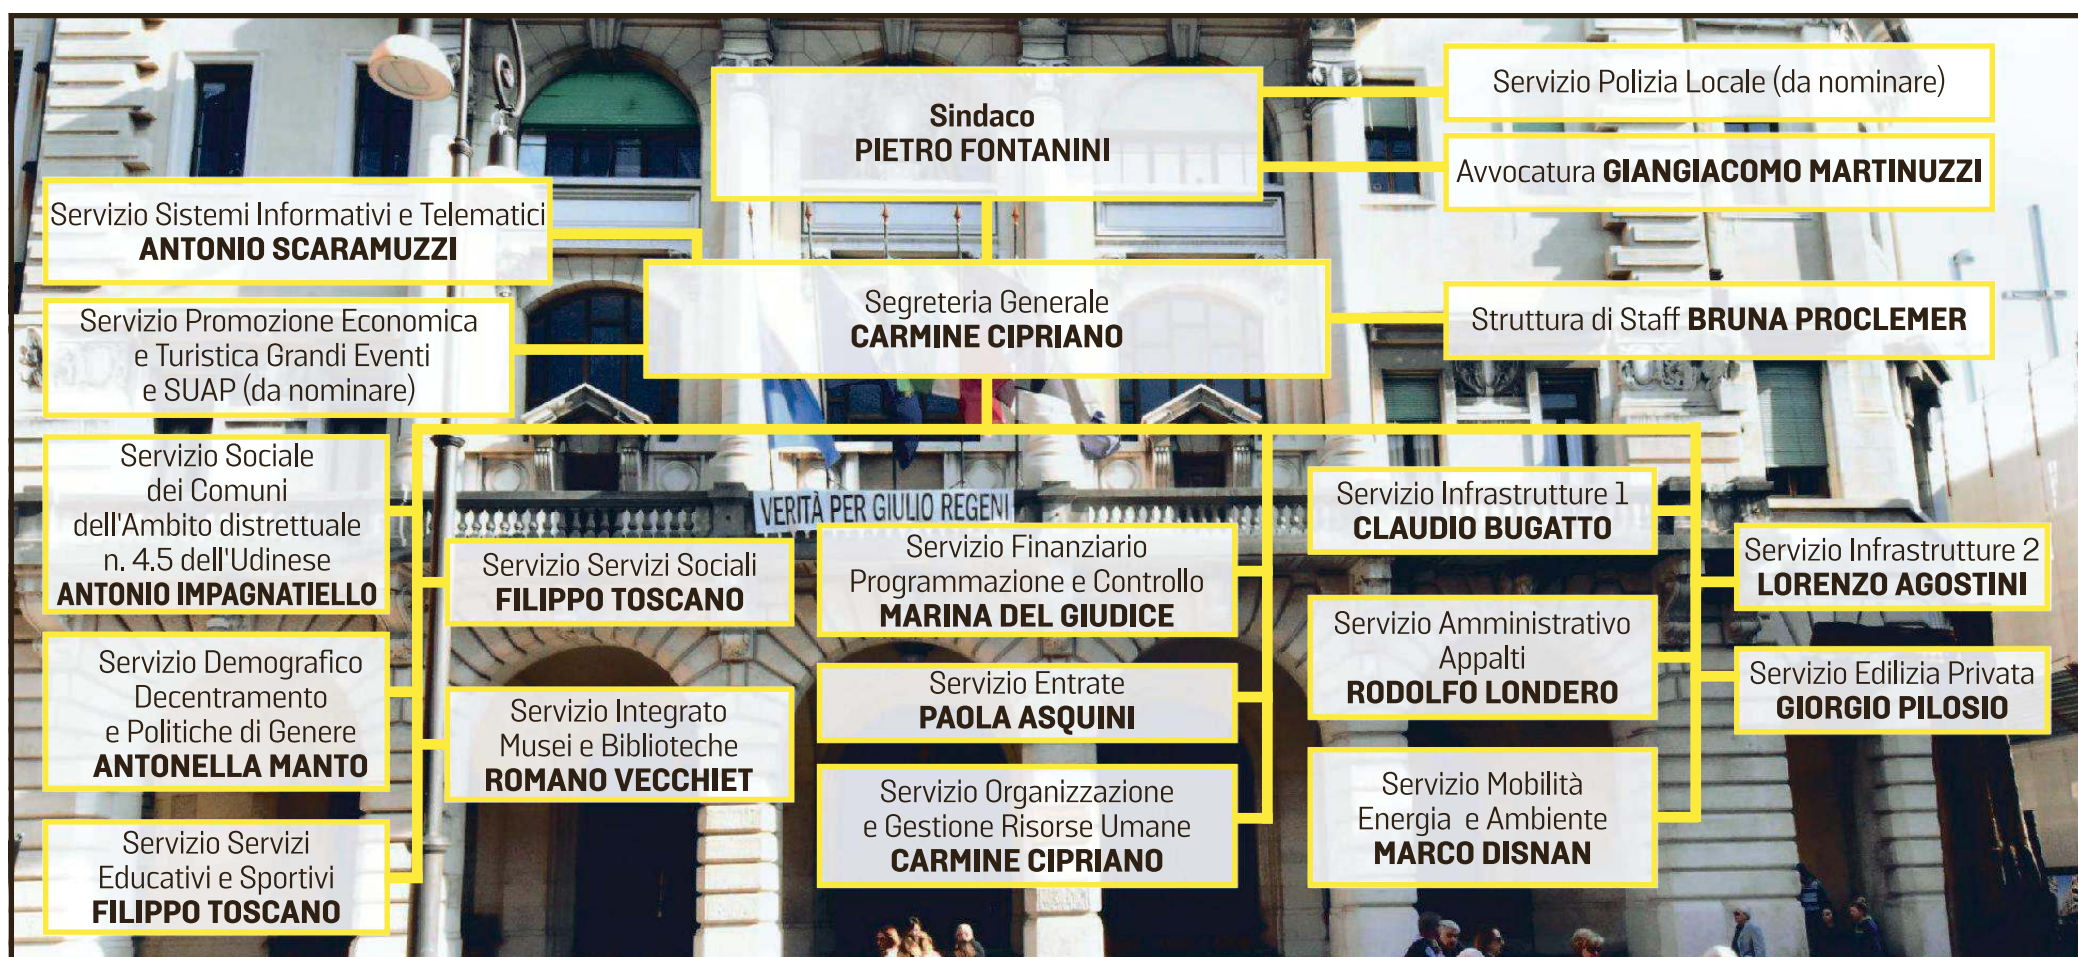 Sindaco
PIETRO FONTANINI
Servizio Polizia Locale (da nominare)
Avvocatura GIANGIACOMO MARTINUZZI
Servizio Sistemi Informativi e Telematici
ANTONIO SCARAMUZZI
Segreteria Generale
CARMINE CIPRIANO
Struttura di Staff BRUNA PROCLEMER
Servizio Promozione Economica
e Turistica Grandi Eventi
e SUAP (da nominare)
Servizio Sociale
dei Comuni
dell'Ambito distrettuale
n. 4.5 dell'Udinese
ANTONIO IMPAGNATIELLO
Servizio Demografico
Decentramento
e Politiche di Genere
ANTONELLA MANTO
Servizio Servizi
Educativi e Sportivi
FILIPPO TOSCANO
Servizio Servizi Sociali
FILIPPO TOSCANO
Servizio Integrato
Musei e Biblioteche
ROMANO VECCHIET
VERITÀ PER GIULIO REGENI
Servizio Finanziario
Programmazione e Controllo
MARINA DEL GIUDICE
Servizio Entrate
PAOLA ASQUINI
Servizio Organizzazione
e Gestione Risorse Umane
CARMINE CIPRIANO
Servizio Infrastrutture 1
CLAUDIO BUGATTO
Servizio Amministrativo
Appalti
RODOLFO LONDERO
Servizio Mobilità
Energia e Ambiente
MARCO DISNAN
Servizio Infrastrutture 2
LORENZO AGOSTINI
Servizio Edilizia Privata
GIORGIO PILOSIO